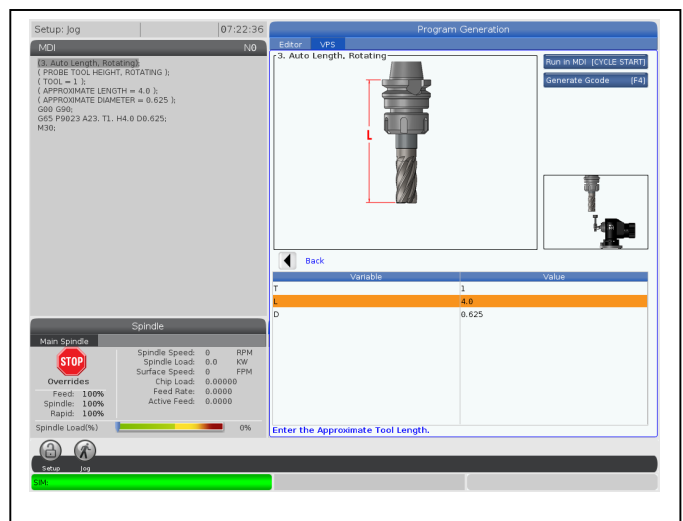 Setup: Jog
07:22:36
Program Generation
MDI
N0
Editor
VPS
(3. Auto Length, Rotating);
( PROBE TOOL HEIGHT, ROTATING );
( TOOL = 1 );
( APPROXIMATE LENGTH = 4.0 );
( APPROXIMATE DIAMETER = 0.625 );
G00 G90;
G65 P9023 A23. T1. H4.0 D0.625;
M30;
3. Auto Length, Rotating
L
Run in MDI [CYCLE START]
Generate Gcode [F4]
Back
Variable
Value
T
1
L
4.0
D
0.625
Enter the Approximate Tool Length.
Spindle
Main Spindle
STOP
Overrides
Feed: 100%
Spindle: 100%
Rapid: 100%
Spindle Speed: 0 RPM
Spindle Load: 0.0 KW
Surface Speed: 0 FPM
Chip Load: 0.00000
Feed Rate: 0.0000
Active Feed: 0.0000
Spindle Load(%)
0%
Setup
Jog
SIM: